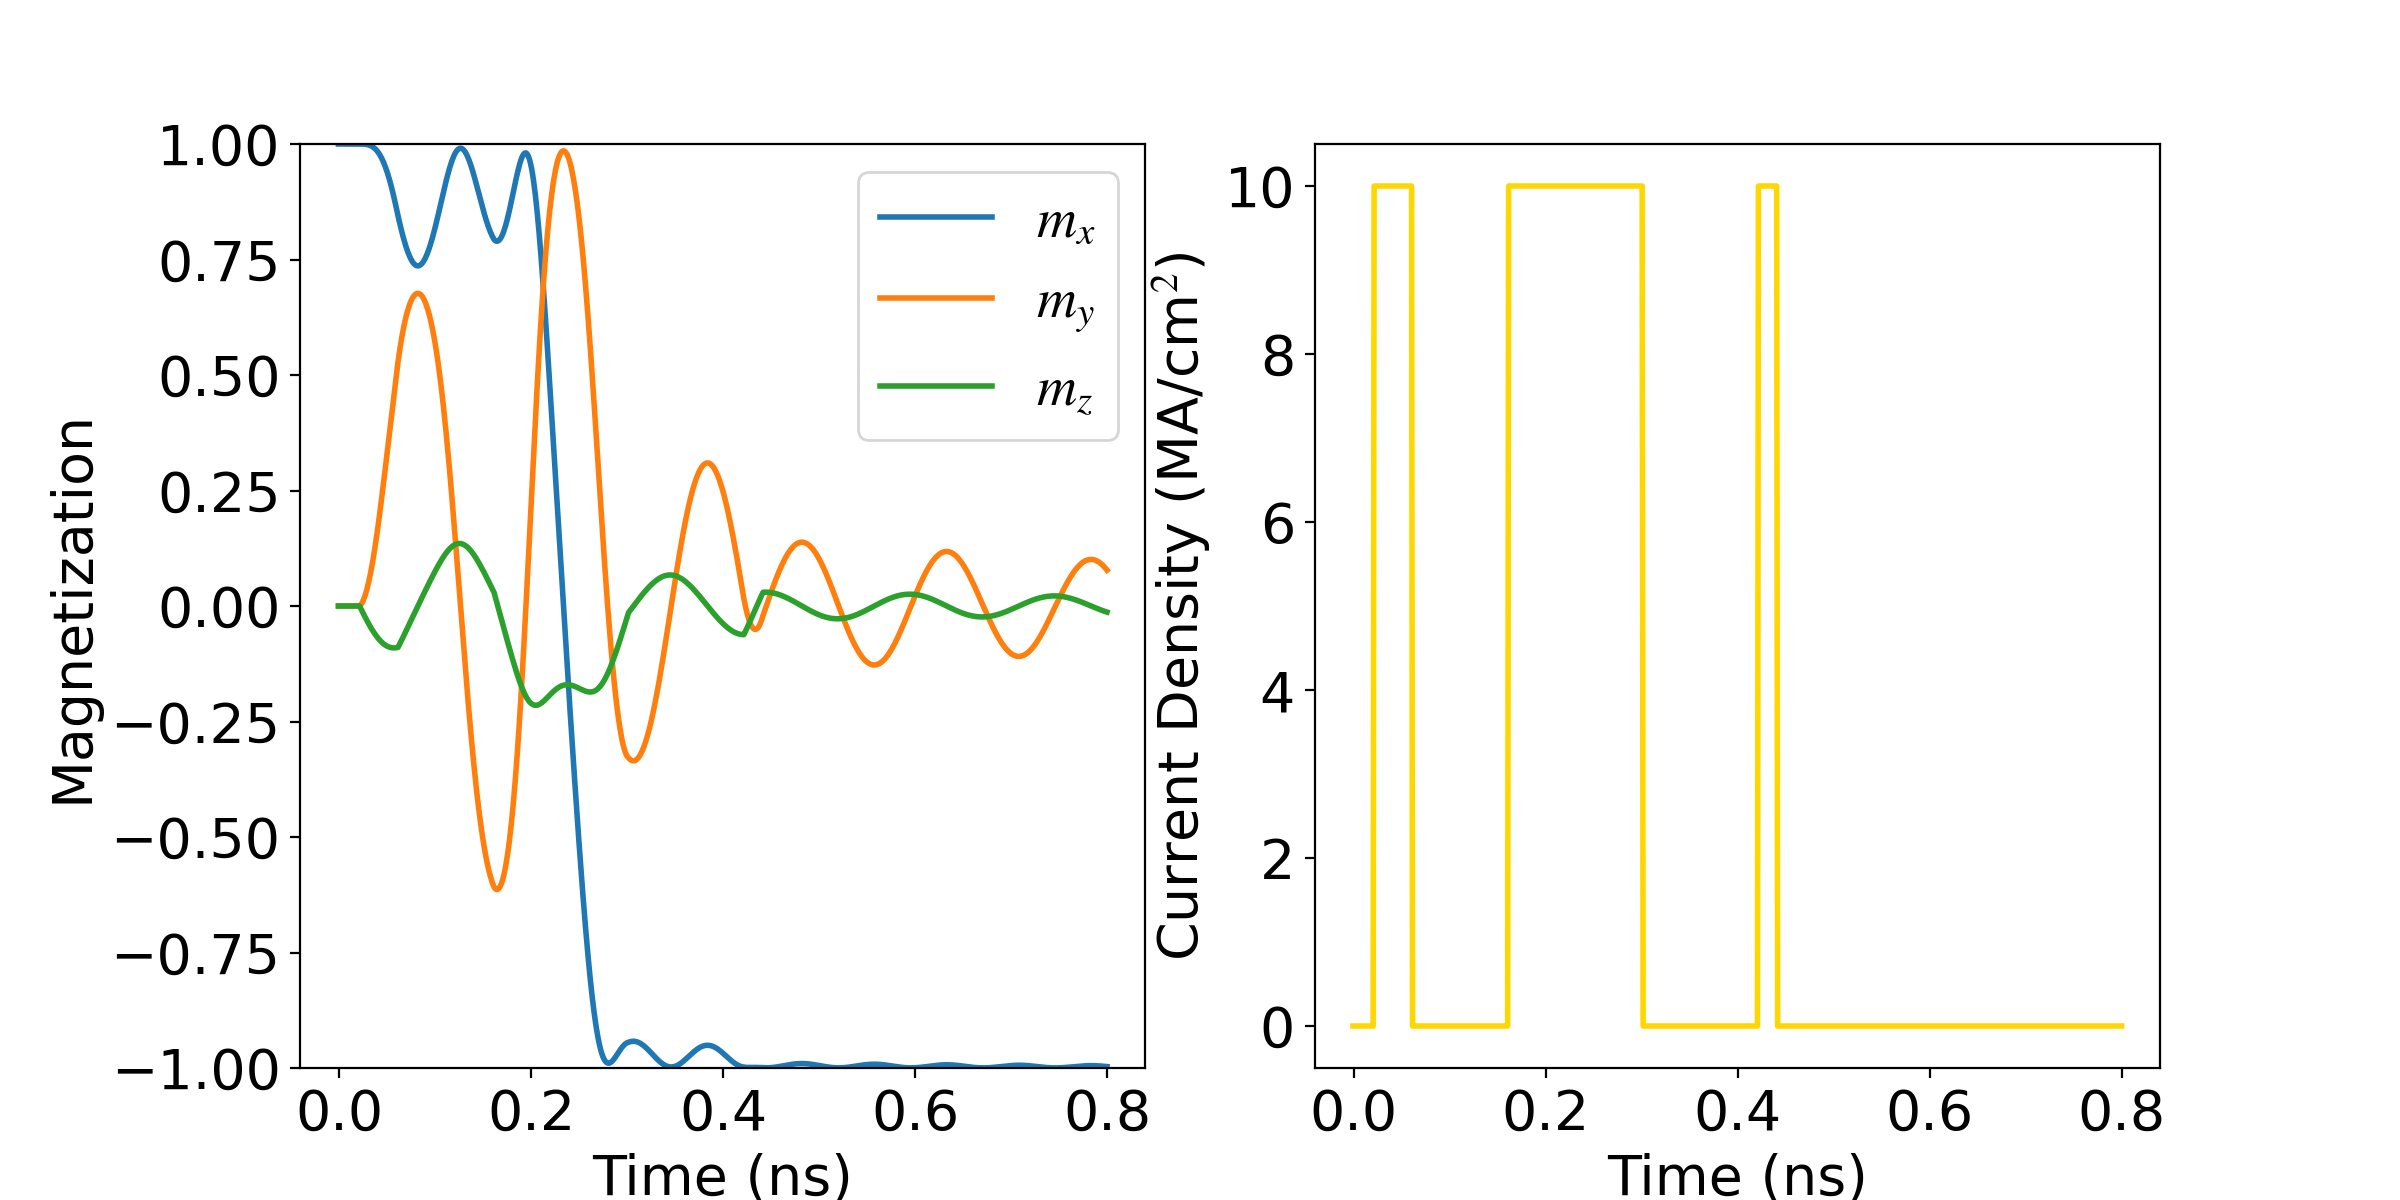 1.00
0.75
0.50
0.25
0.00
−0.25
−0.50
−0.75
−1.00
Magnetization
0.0 0.2 0.4 0.6 0.8
Time (ns)
m_x
m_y
m_z
10
8
6
4
2
0
Current Density (MA/cm²)
0.0 0.2 0.4 0.6 0.8
Time (ns)